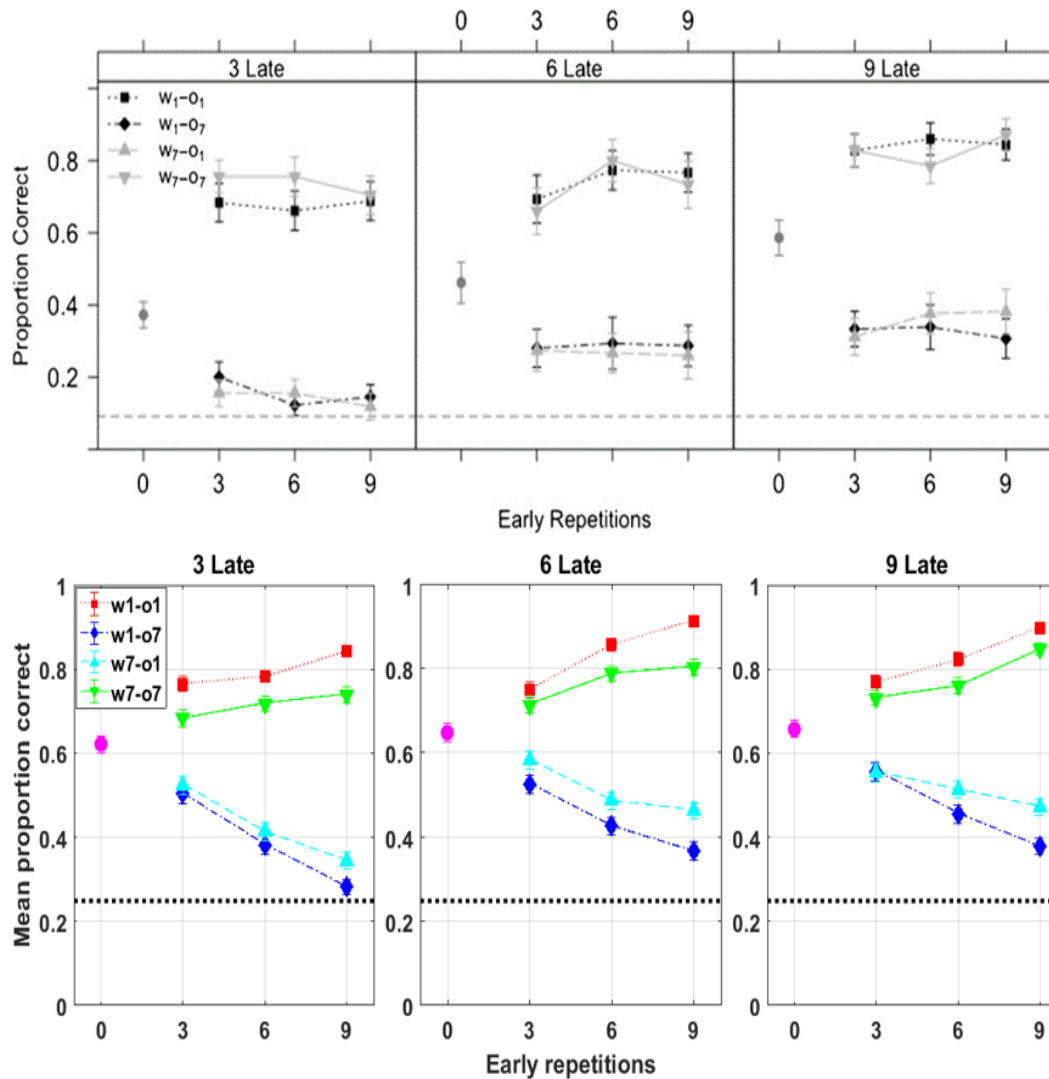 0 3 6 9
3 Late 6 Late 9 Late
w₁-o₁
w₁-o₇
w₇-o₁
w₇-o₇
0.8
0.6
0.4
0.2
Proportion Correct
0 3 6 9 0 3 6 9
Early Repetitions
3 Late 6 Late 9 Late
1 1 1
w1-o1
w1-o7
w7-o1
w7-o7
0.8 0.8 0.8
0.6 0.6 0.6
0.4 0.4 0.4
0.2 0.2 0.2
0 0 0
Mean proportion correct
0 3 6 9 0 3 6 9 0 3 6 9
Early repetitions